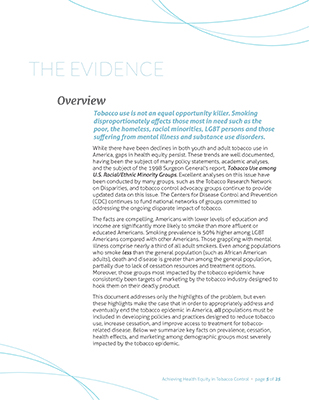 THE EVIDENCE
Overview
Tobacco use is not an equal opportunity killer. Smoking
disproportionately affects those most in need such as the
poor, the homeless, racial minorities, LGBT persons and those
suffering from mental illness and substance use disorders.
While there have been declines in both youth and adult tobacco use in
America, gaps in health equity persist. These trends are well documented,
having been the subject of many policy statements, academic analyses,
and the subject of the 1998 Surgeon General's report, Tobacco Use among
U.S. Racial/Ethnic Minority Groups. Excellent analyses on this issue have
been conducted by many groups, such as the Tobacco Research Network
on Disparities, and tobacco control advocacy groups continue to provide
updated data on this issue. The Centers for Disease Control and Prevention
(CDC) continues to fund national networks of groups committed to
addressing the ongoing disparate impact of tobacco.
The facts are compelling. Americans with lower levels of education and
income are significantly more likely to smoke than more affluent or
educated Americans. Smoking prevalence is 50% higher among LGBT
Americans compared with other Americans. Those grappling with mental
illness comprise nearly a third of all adult smokers. Even among populations
who smoke less than the general population (such as African American
adults), death and disease is greater than among the general population,
partially due to lack of cessation resources and treatment options.
Moreover, those groups most impacted by the tobacco epidemic have
consistently been targets of marketing by the tobacco industry designed to
hook them on their deadly product.
This document addresses only the highlights of the problem, but even
these highlights make the case that in order to appropriately address and
eventually end the tobacco epidemic in America, all populations must be
included in developing policies and practices designed to reduce tobacco
use, increase cessation, and improve access to treatment for tobacco-
related disease. Below we summarize key facts on prevalence, cessation,
health effects, and marketing among demographic groups most severely
impacted by the tobacco epidemic.
Achieving Health Equity in Tobacco Control • page 2 of 23